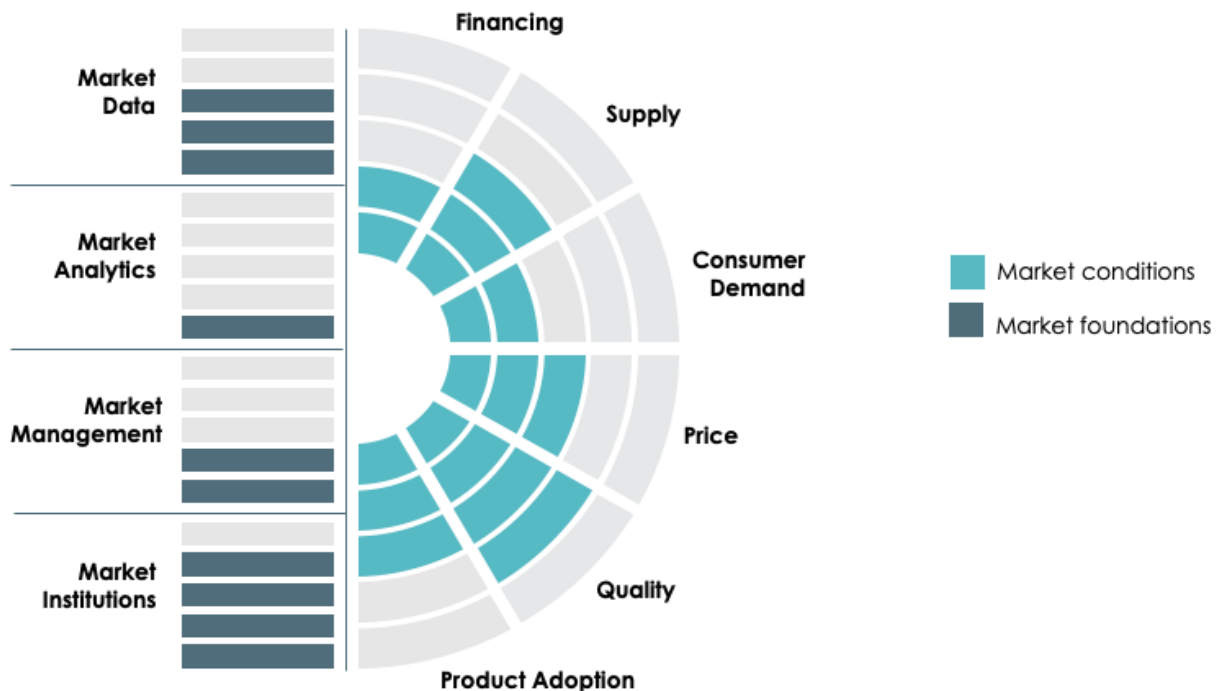 Financing
Supply
Consumer
Demand
Price
Quality
Product Adoption
Market
Data
Market
Analytics
Market
Management
Market
Institutions
Market conditions
Market foundations